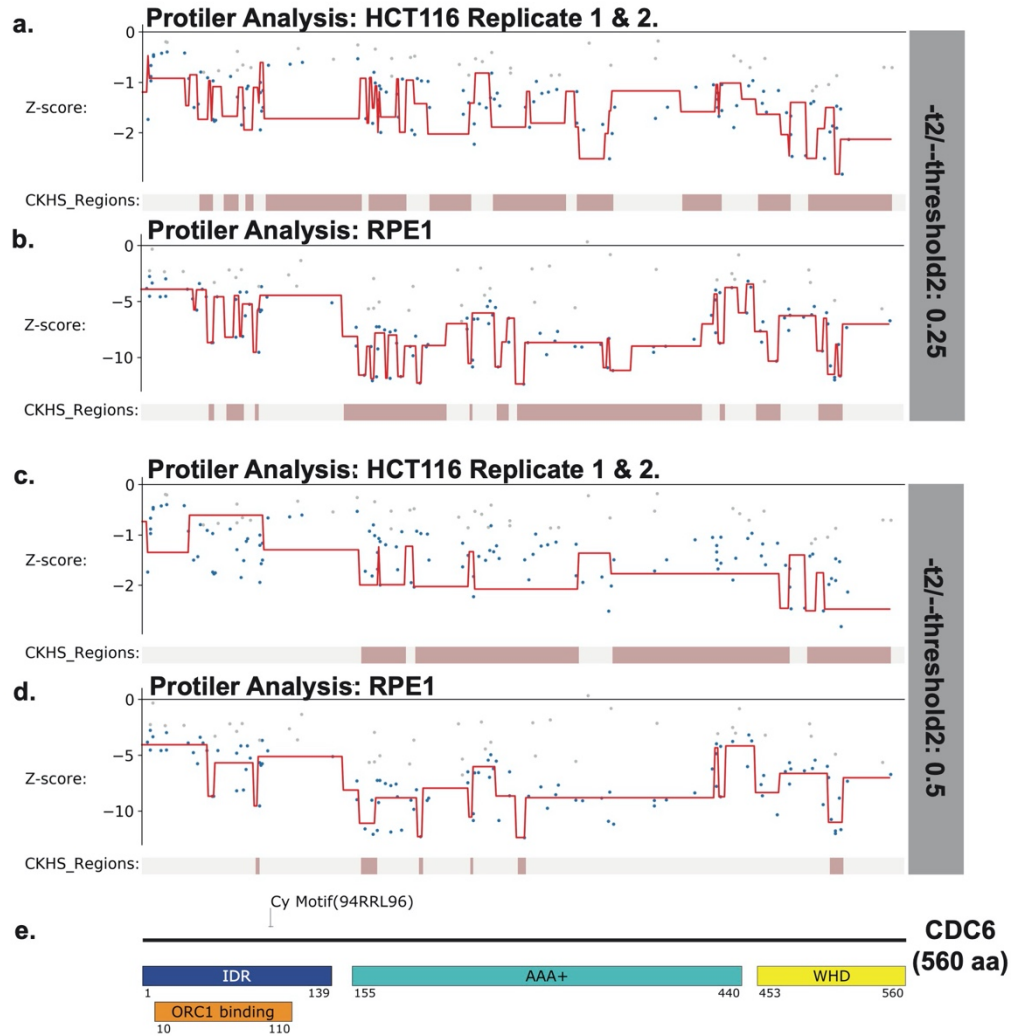 a.
Protiler Analysis: HCT116 Replicate 1 & 2.
0
−1
Z-score:
−2
CKHS_Regions:
b.
Protiler Analysis: RPE1
0
−5
Z-score:
−10
CKHS_Regions:
-t2/--threshold2: 0.25
c.
Protiler Analysis: HCT116 Replicate 1 & 2.
0
−1
Z-score:
−2
CKHS_Regions:
d.
Protiler Analysis: RPE1
0
−5
Z-score:
−10
CKHS_Regions:
-t2/--threshold2: 0.5
Cy Motif(94RRL96)
e.
CDC6
(560 aa)
IDR
AAA+
WHD
1 139 155 440 453 560
ORC1 binding
10 110